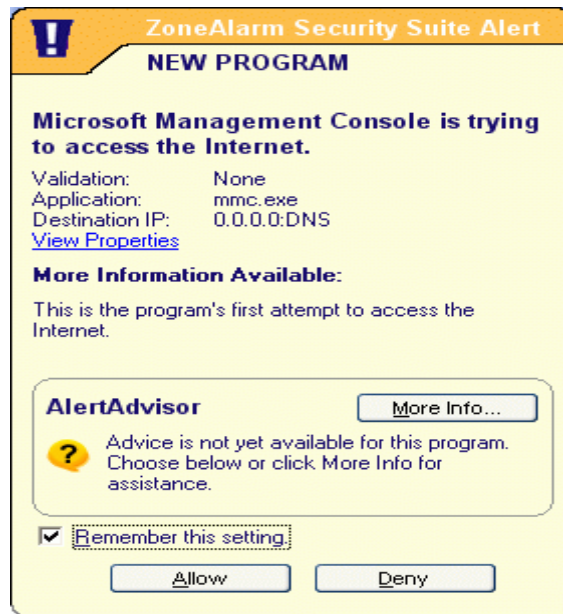 ZoneAlarm Security Suite Alert
NEW PROGRAM
Microsoft Management Console is trying
to access the Internet.
Validation: None
Application: mmc.exe
Destination IP: 0.0.0.0:DNS
View Properties
More Information Available:
This is the program's first attempt to access the
Internet.
AlertAdvisor
More Info...
Advice is not yet available for this program.
Choose below or click More Info for
assistance.
Remember this setting.
Allow Deny